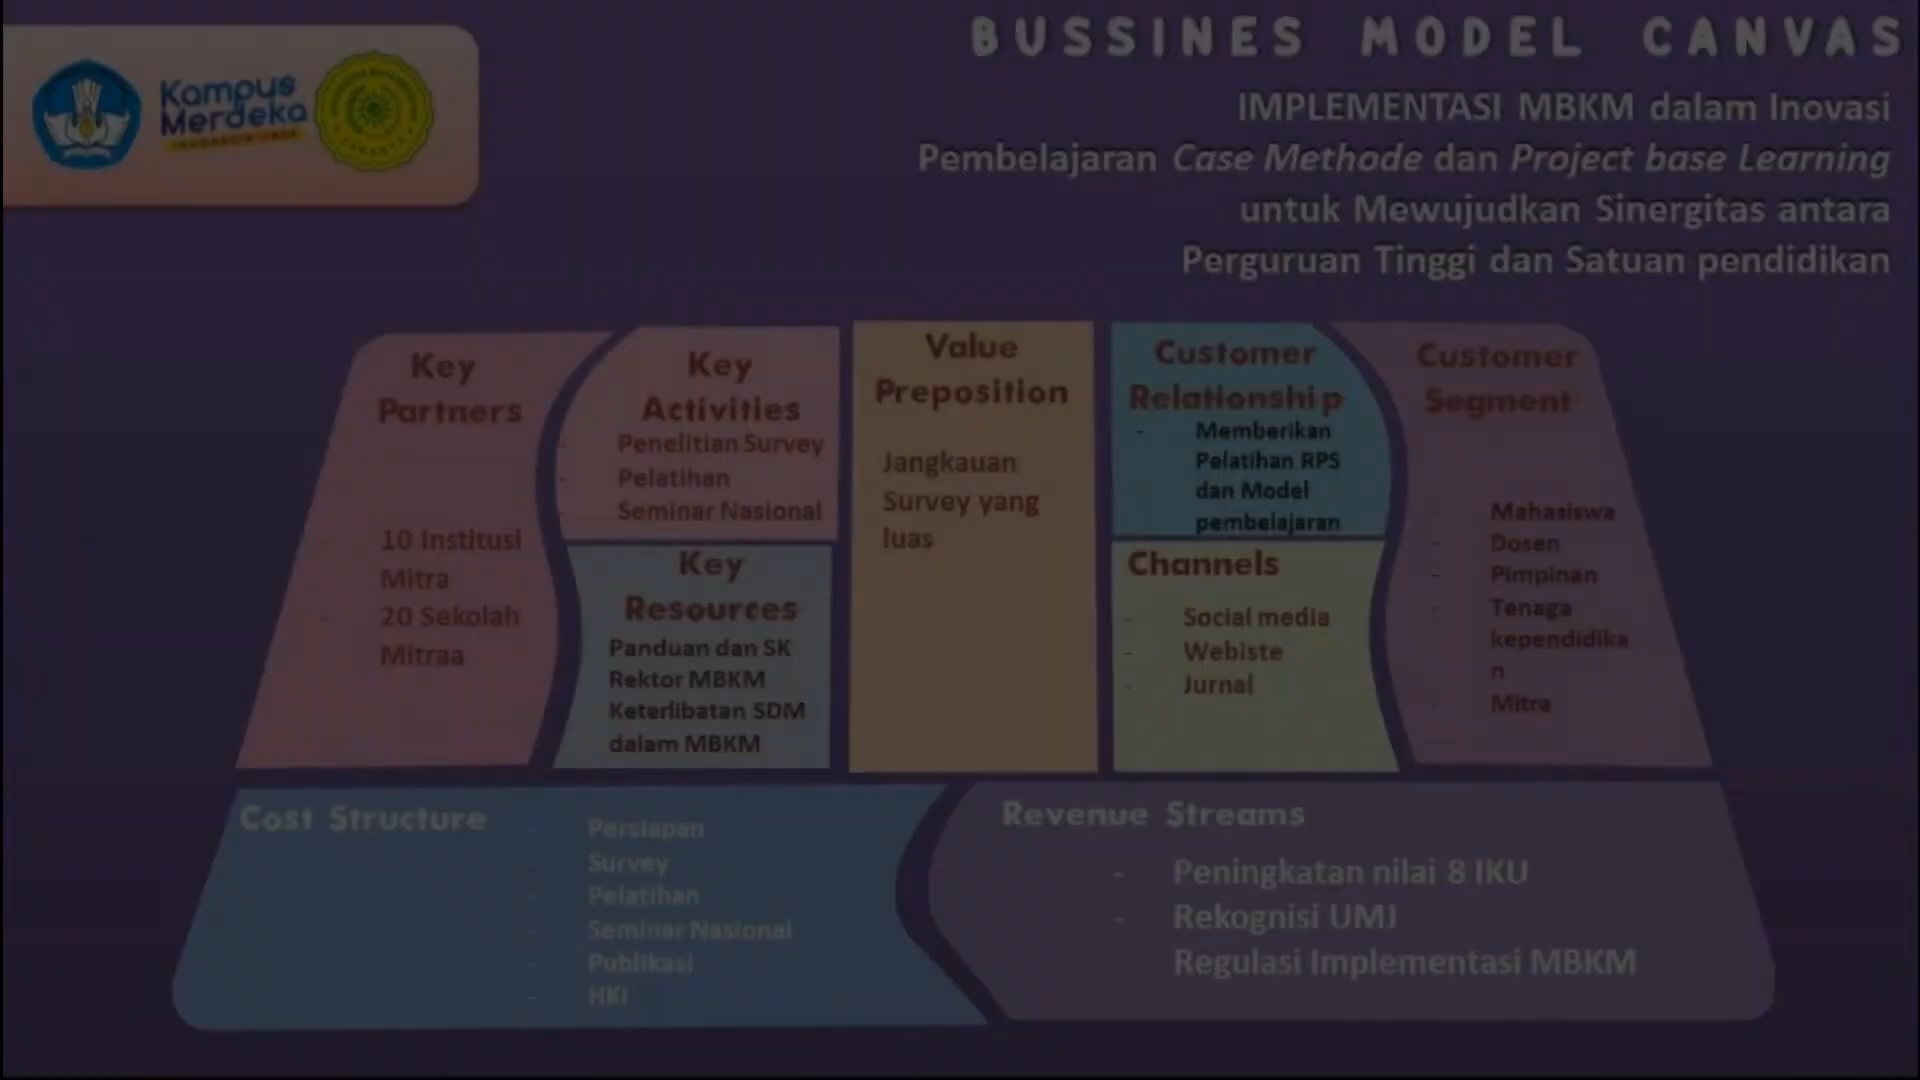 BUSSINES MODEL CANVAS
IMPLEMENTASI MBKM dalam Inovasi
Pembelajaran Case Methode dan Project base Learning
untuk Mewujudkan Sinergitas antara
Perguruan Tinggi dan Satuan pendidikan
Kampus
Merdeka
INDONESIA JAYA
JAKARTA
Key
Partners
- 10 Institusi
Mitra
- 20 Sekolah
Mitraa
Key
Activities
- Penelitian Survey
- Pelatihan
- Seminar Nasional
Key
Resources
Panduan dan SK
Rektor MBKM
Keterlibatan SDM
dalam MBKM
Value
Preposition
Jangkauan
Survey yang
luas
Customer
Relationship
- Memberikan
Pelatihan RPS
dan Model
pembelajaran
Channels
- Social media
- Webiste
- Jurnal
Customer
Segment
- Mahasiswa
- Dosen
- Pimpinan
- Tenaga
kependidika
n
- Mitra
Cost Structure
- Persiapan
- Survey
- Pelatihan
- Seminar Nasional
- Publikasi
- HKI
Revenue Streams
- Peningkatan nilai 8 IKU
- Rekognisi UMJ
Regulasi Implementasi MBKM